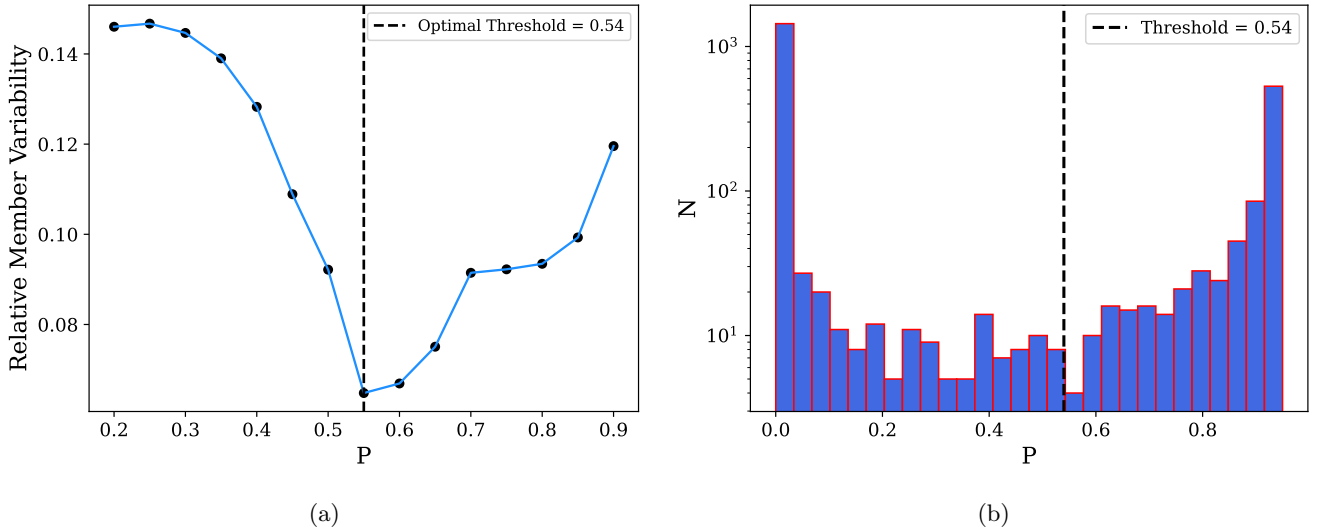 Relative Member Variability
0.14
0.12
0.10
0.08
0.2 0.3 0.4 0.5 0.6 0.7 0.8 0.9
P
Optimal Threshold = 0.54
(a)
N
10³
10²
10¹
0.0 0.2 0.4 0.6 0.8
P
Threshold = 0.54
(b)